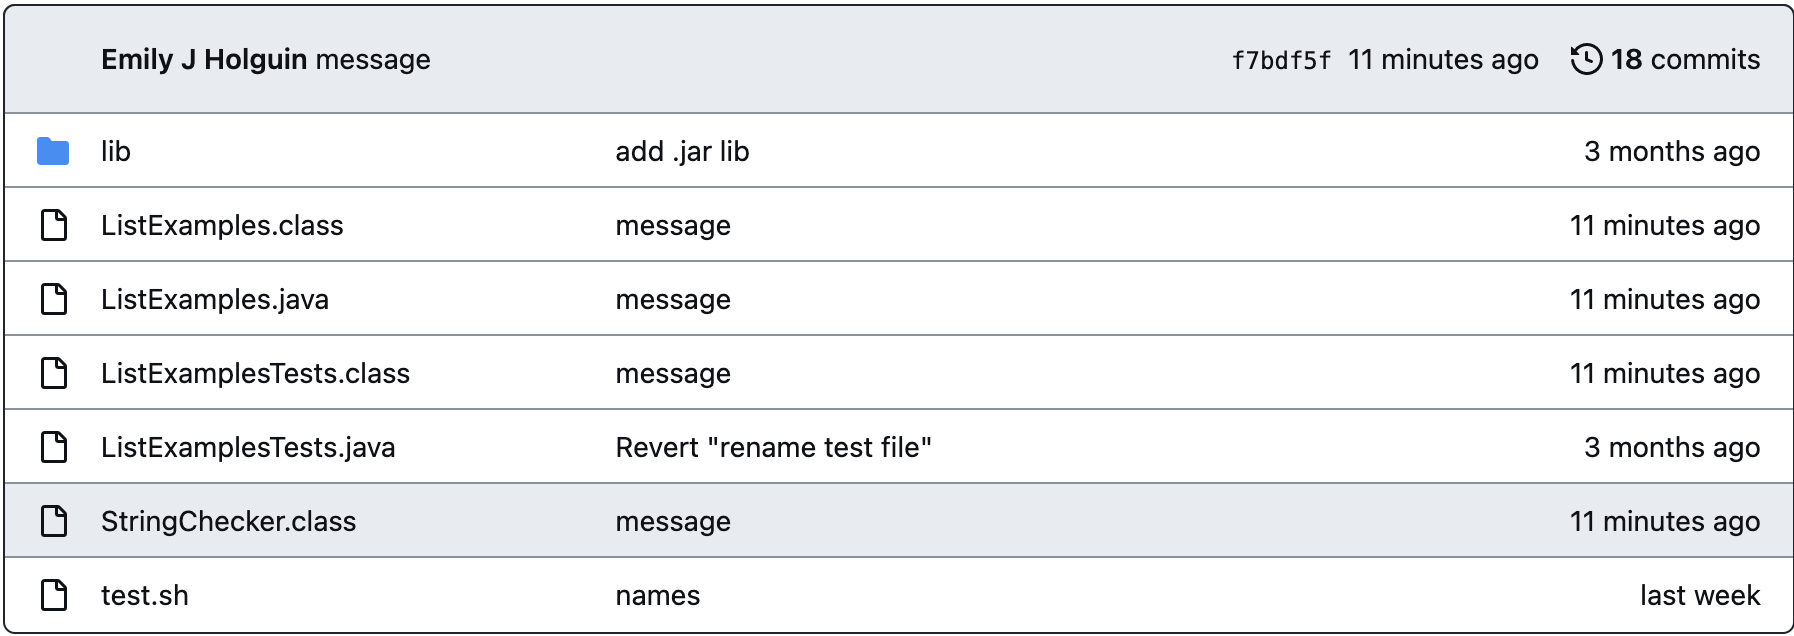 Emily J Holguin message f7bdf5f 11 minutes ago 18 commits
lib add .jar lib 3 months ago
ListExamples.class message 11 minutes ago
ListExamples.java message 11 minutes ago
ListExamplesTests.class message 11 minutes ago
ListExamplesTests.java Revert "rename test file" 3 months ago
StringChecker.class message 11 minutes ago
test.sh names last week